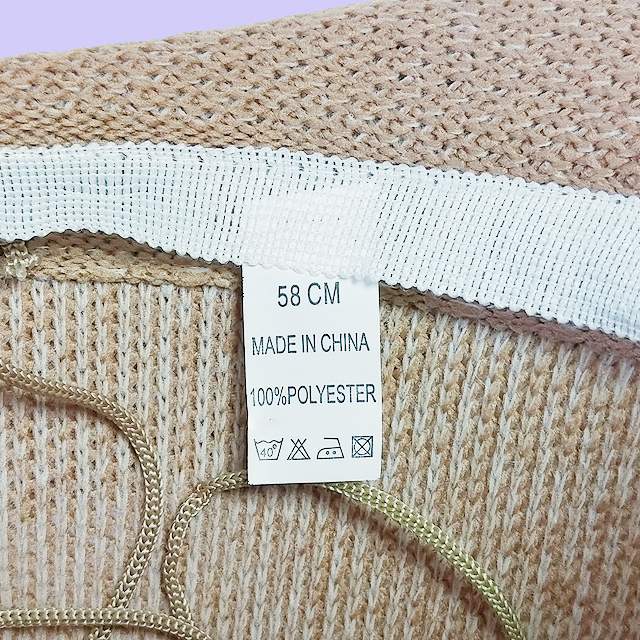 58 CM
MADE IN CHINA
100%POLYESTER
40°